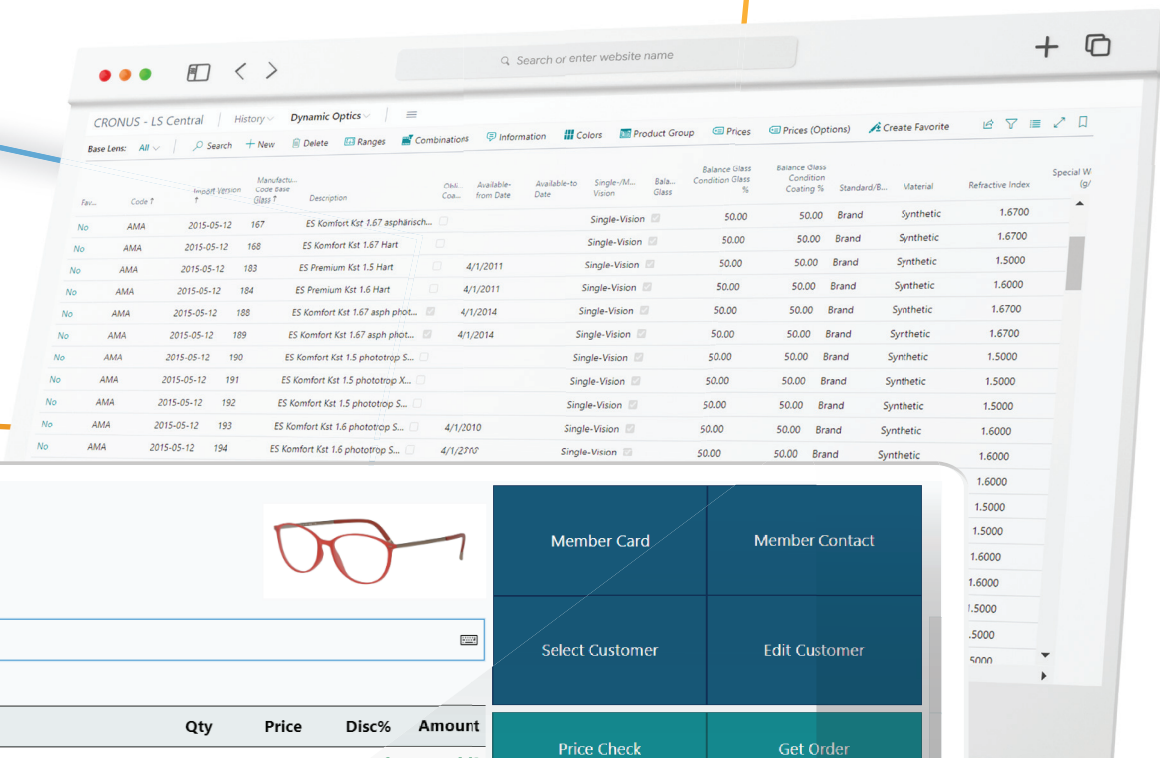 Search or enter website name
CRONUS - LS Central History Dynamic Optics
Base Lens: All Search New Delete Ranges Combinations Information Colors Product Group Prices Prices (Options) Create Favorite
Fav... Code Import Version Manufactu... Code Base Glass Description Obli... Coa... Available-from Date Available-to Date Single-/M... Vision Bala... Glass Balance Glass Condition Glass % Balance Glass Condition Coating % Standard/B... Material Refractive Index Special W (g/
No AMA 2015-05-12 167 ES Komfort Kst 1.67 asphärisch... Single-Vision 50.00 50.00 Brand Synthetic 1.6700
No AMA 2015-05-12 168 ES Komfort Kst 1.67 Hart Single-Vision 50.00 50.00 Brand Synthetic 1.6700
No AMA 2015-05-12 183 ES Premium Kst 1.5 Hart 4/1/2011 Single-Vision 50.00 50.00 Brand Synthetic 1.5000
No AMA 2015-05-12 184 ES Premium Kst 1.6 Hart 4/1/2011 Single-Vision 50.00 50.00 Brand Synthetic 1.6000
No AMA 2015-05-12 188 ES Komfort Kst 1.67 asph phot... 4/1/2014 Single-Vision 50.00 50.00 Brand Synthetic 1.6700
No AMA 2015-05-12 189 ES Komfort Kst 1.67 asph phot... 4/1/2014 Single-Vision 50.00 50.00 Brand Synthetic 1.6700
No AMA 2015-05-12 190 ES Komfort Kst 1.5 phototrop S... Single-Vision 50.00 50.00 Brand Synthetic 1.5000
No AMA 2015-05-12 191 ES Komfort Kst 1.5 phototrop X... Single-Vision 50.00 50.00 Brand Synthetic 1.5000
No AMA 2015-05-12 192 ES Komfort Kst 1.5 phototrop S... Single-Vision 50.00 50.00 Brand Synthetic 1.5000
No AMA 2015-05-12 193 ES Komfort Kst 1.6 phototrop S... 4/1/2010 Single-Vision 50.00 50.00 Brand Synthetic 1.6000
No AMA 2015-05-12 194 ES Komfort Kst 1.6 phototrop S... Single-Vision 50.00 50.00 Brand Synthetic 1.6000
1.6000
1.5000
1.5000
1.6000
1.6000
1.5000
.5000
5000
Member Card Member Contact
Select Customer Edit Customer
Qty Price Disc% Amount
Price Check Get Order